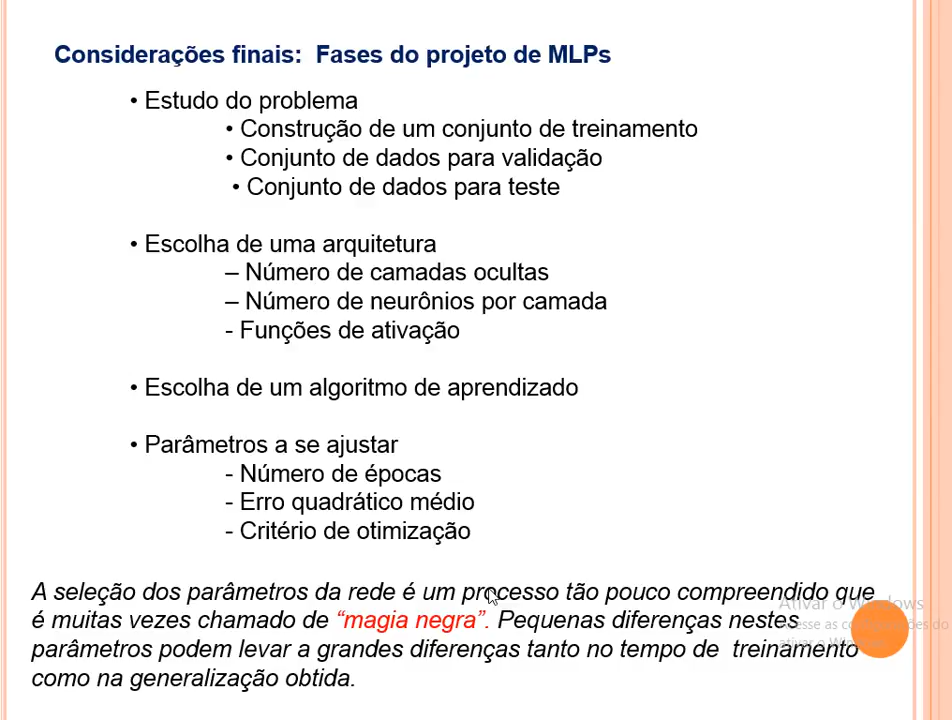 Considerações finais: Fases do projeto de MLPs
• Estudo do problema
• Construção de um conjunto de treinamento
• Conjunto de dados para validação
• Conjunto de dados para teste
• Escolha de uma arquitetura
– Número de camadas ocultas
– Número de neurônios por camada
- Funções de ativação
• Escolha de um algoritmo de aprendizado
• Parâmetros a se ajustar
- Número de épocas
- Erro quadrático médio
- Critério de otimização
A seleção dos parâmetros da rede é um processo tão pouco compreendido que
é muitas vezes chamado de “magia negra”. Pequenas diferenças nestes
parâmetros podem levar a grandes diferenças tanto no tempo de treinamento
como na generalização obtida.
Ativar o Windows